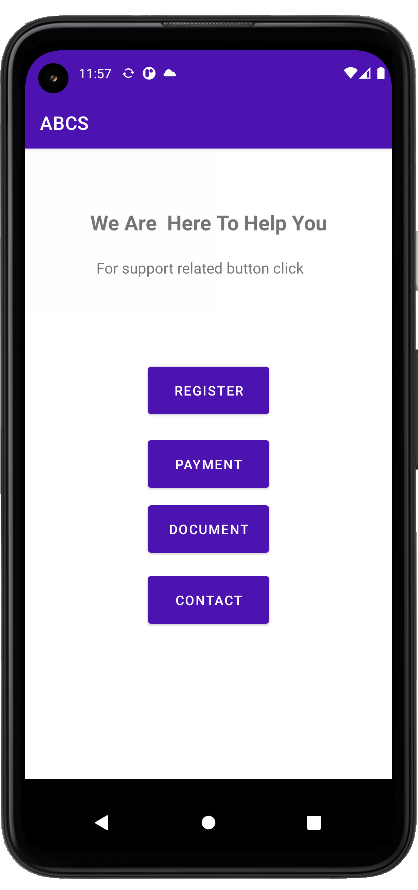 11:57
ABCS
We Are  Here To Help You
For support related button click
REGISTER
PAYMENT
DOCUMENT
CONTACT